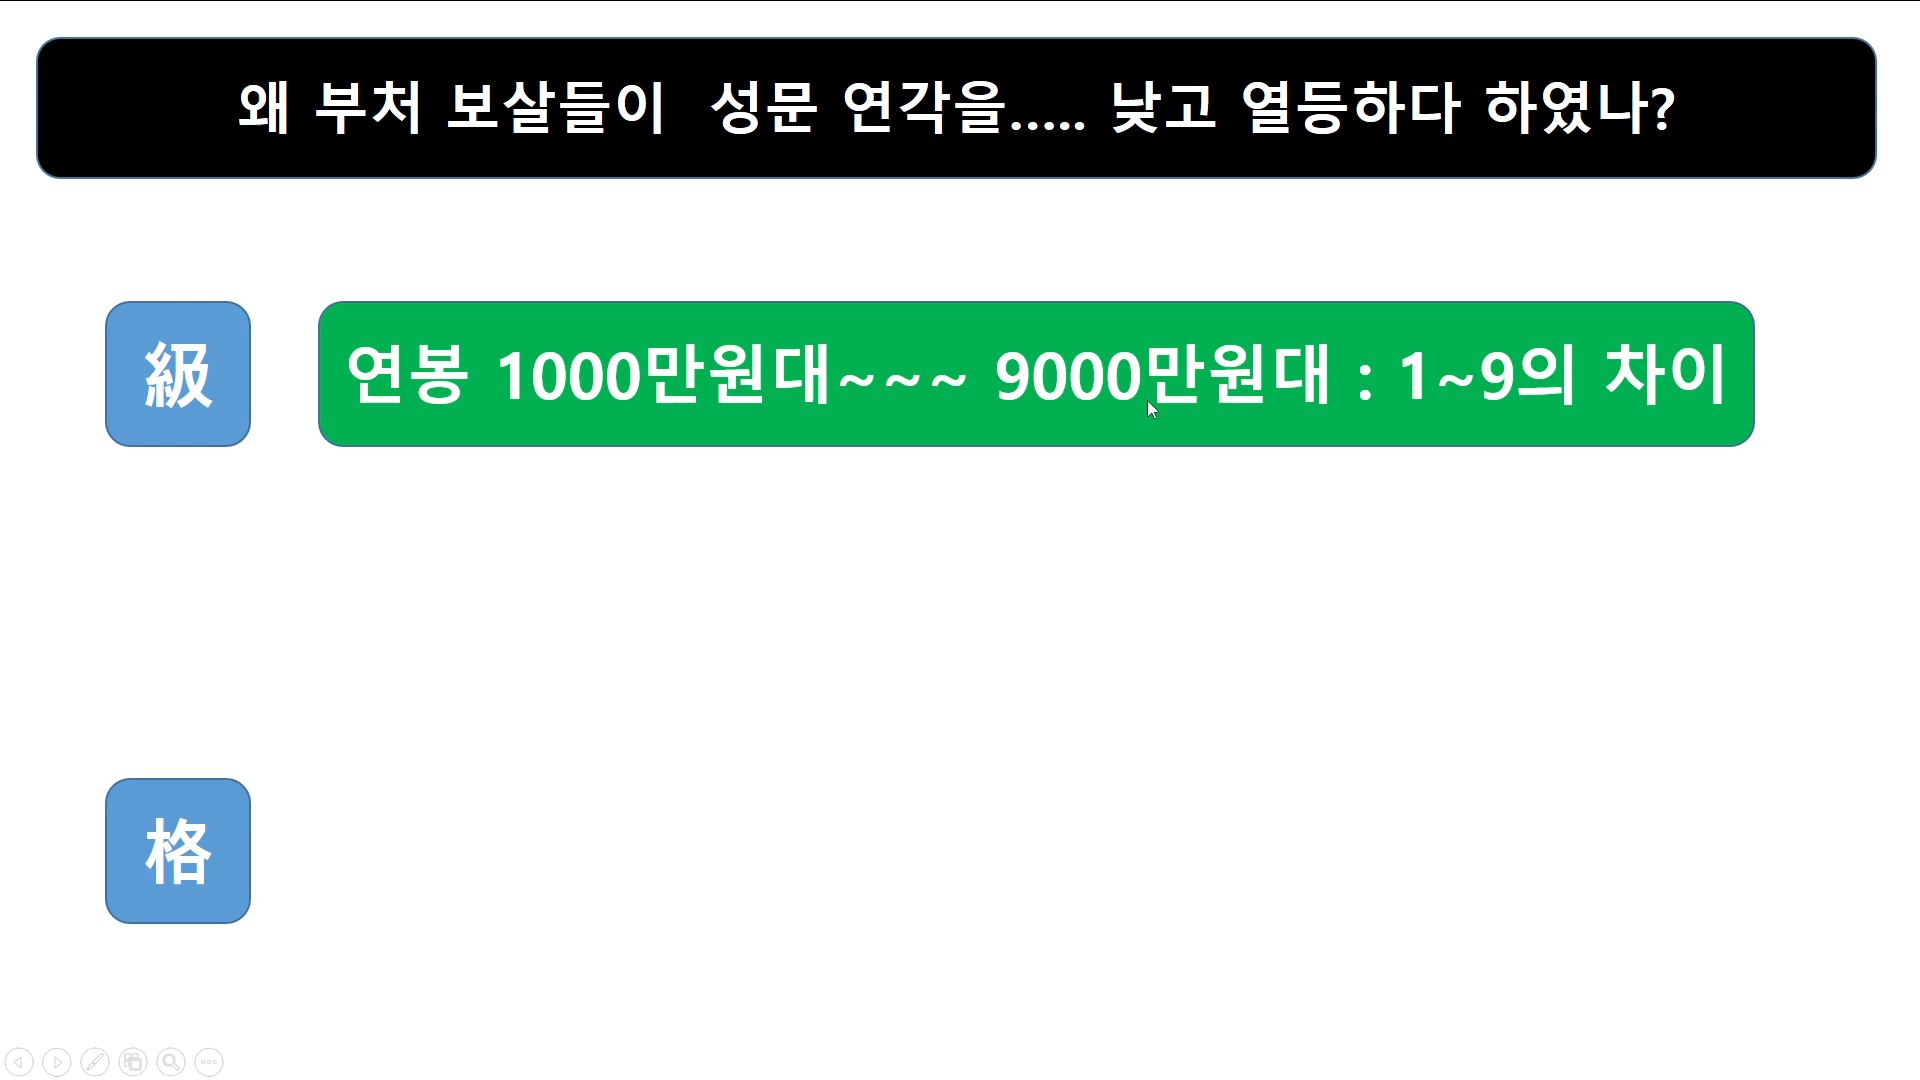 왜 부처 보살들이  성문 연각을..... 낮고 열등하다 하였나?
級
연봉 1000만원대~~~ 9000만원대 : 1~9의 차이
格